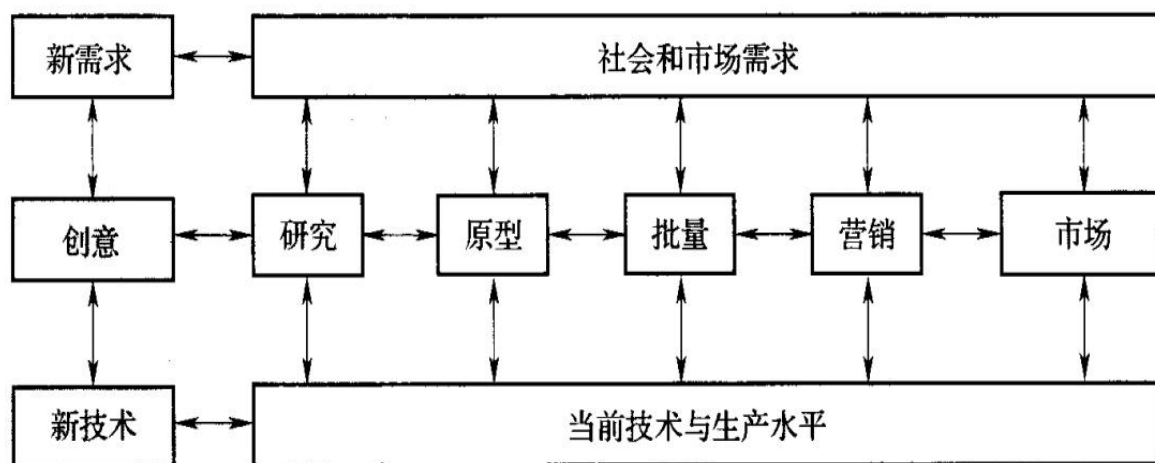 新需求
社会和市场需求
创意
研究
原型
批量
营销
市场
新技术
当前技术与生产水平